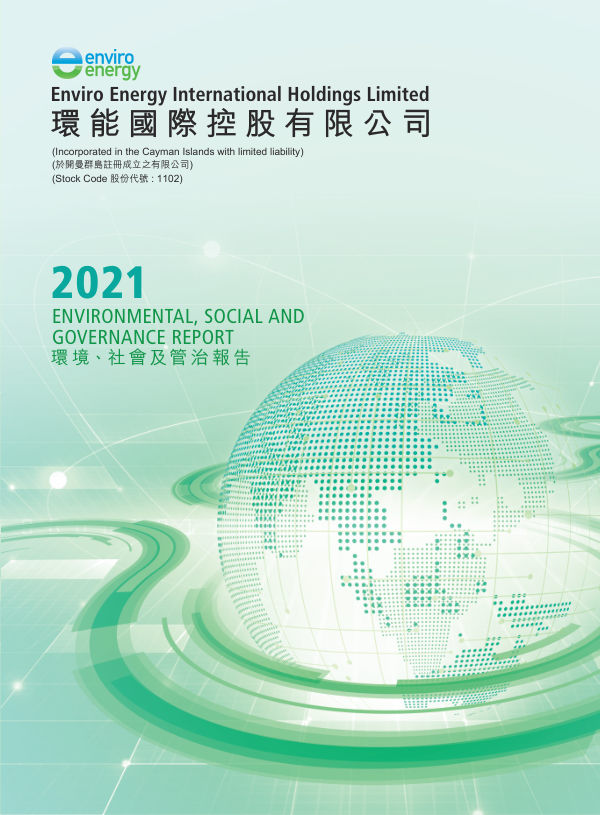 enviro
energy
Enviro Energy International Holdings Limited
環能國際控股有限公司
(Incorporated in the Cayman Islands with limited liability)
(於開曼群島註冊成立之有限公司)
(Stock Code 股份代號 : 1102)
2021
ENVIRONMENTAL, SOCIAL AND
GOVERNANCE REPORT
環境、社會及管治報告